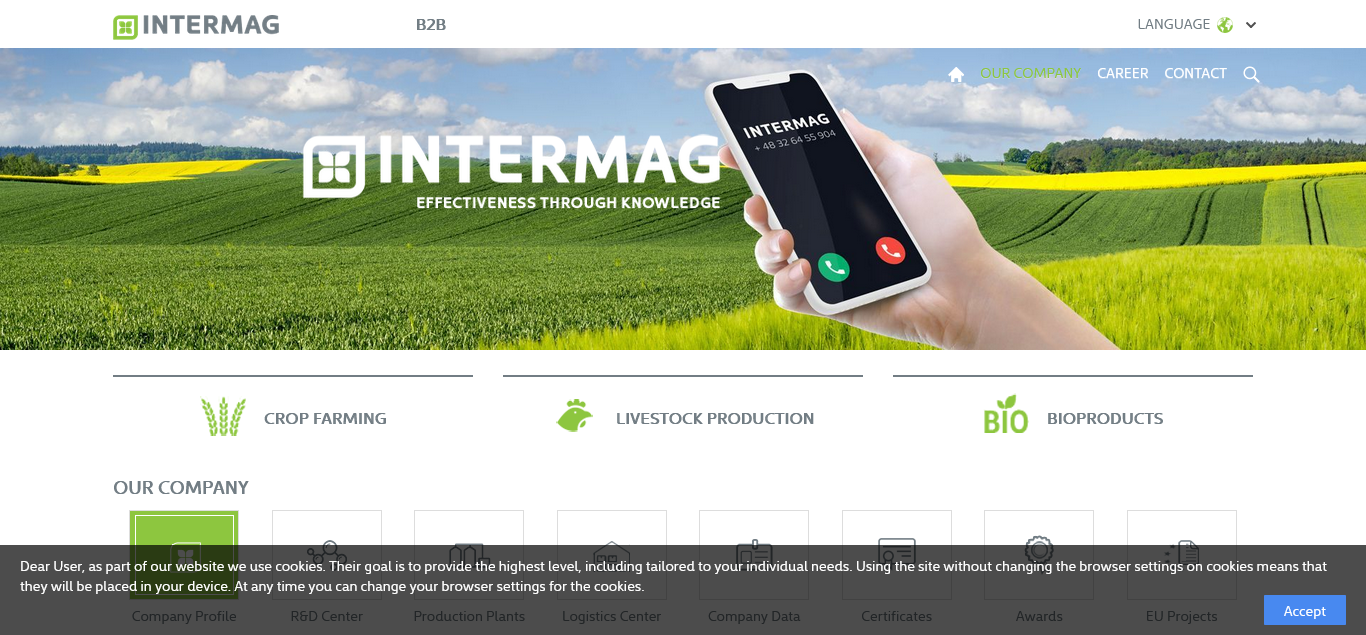 INTERMAG
B2B
LANGUAGE
OUR COMPANY CAREER CONTACT
INTERMAG
EFFECTIVENESS THROUGH KNOWLEDGE
INTERMAG
+ 48 32 64 55 904
CROP FARMING
LIVESTOCK PRODUCTION
BIO BIOPRODUCTS
OUR COMPANY
Dear User, as part of our website we use cookies. Their goal is to provide the highest level, including tailored to your individual needs. Using the site without changing the browser settings on cookies means that
they will be placed in your device. At any time you can change your browser settings for the cookies.
Accept
Company Profile
R&D Center
Production Plants
Logistics Center
Company Data
Certificates
Awards
EU Projects